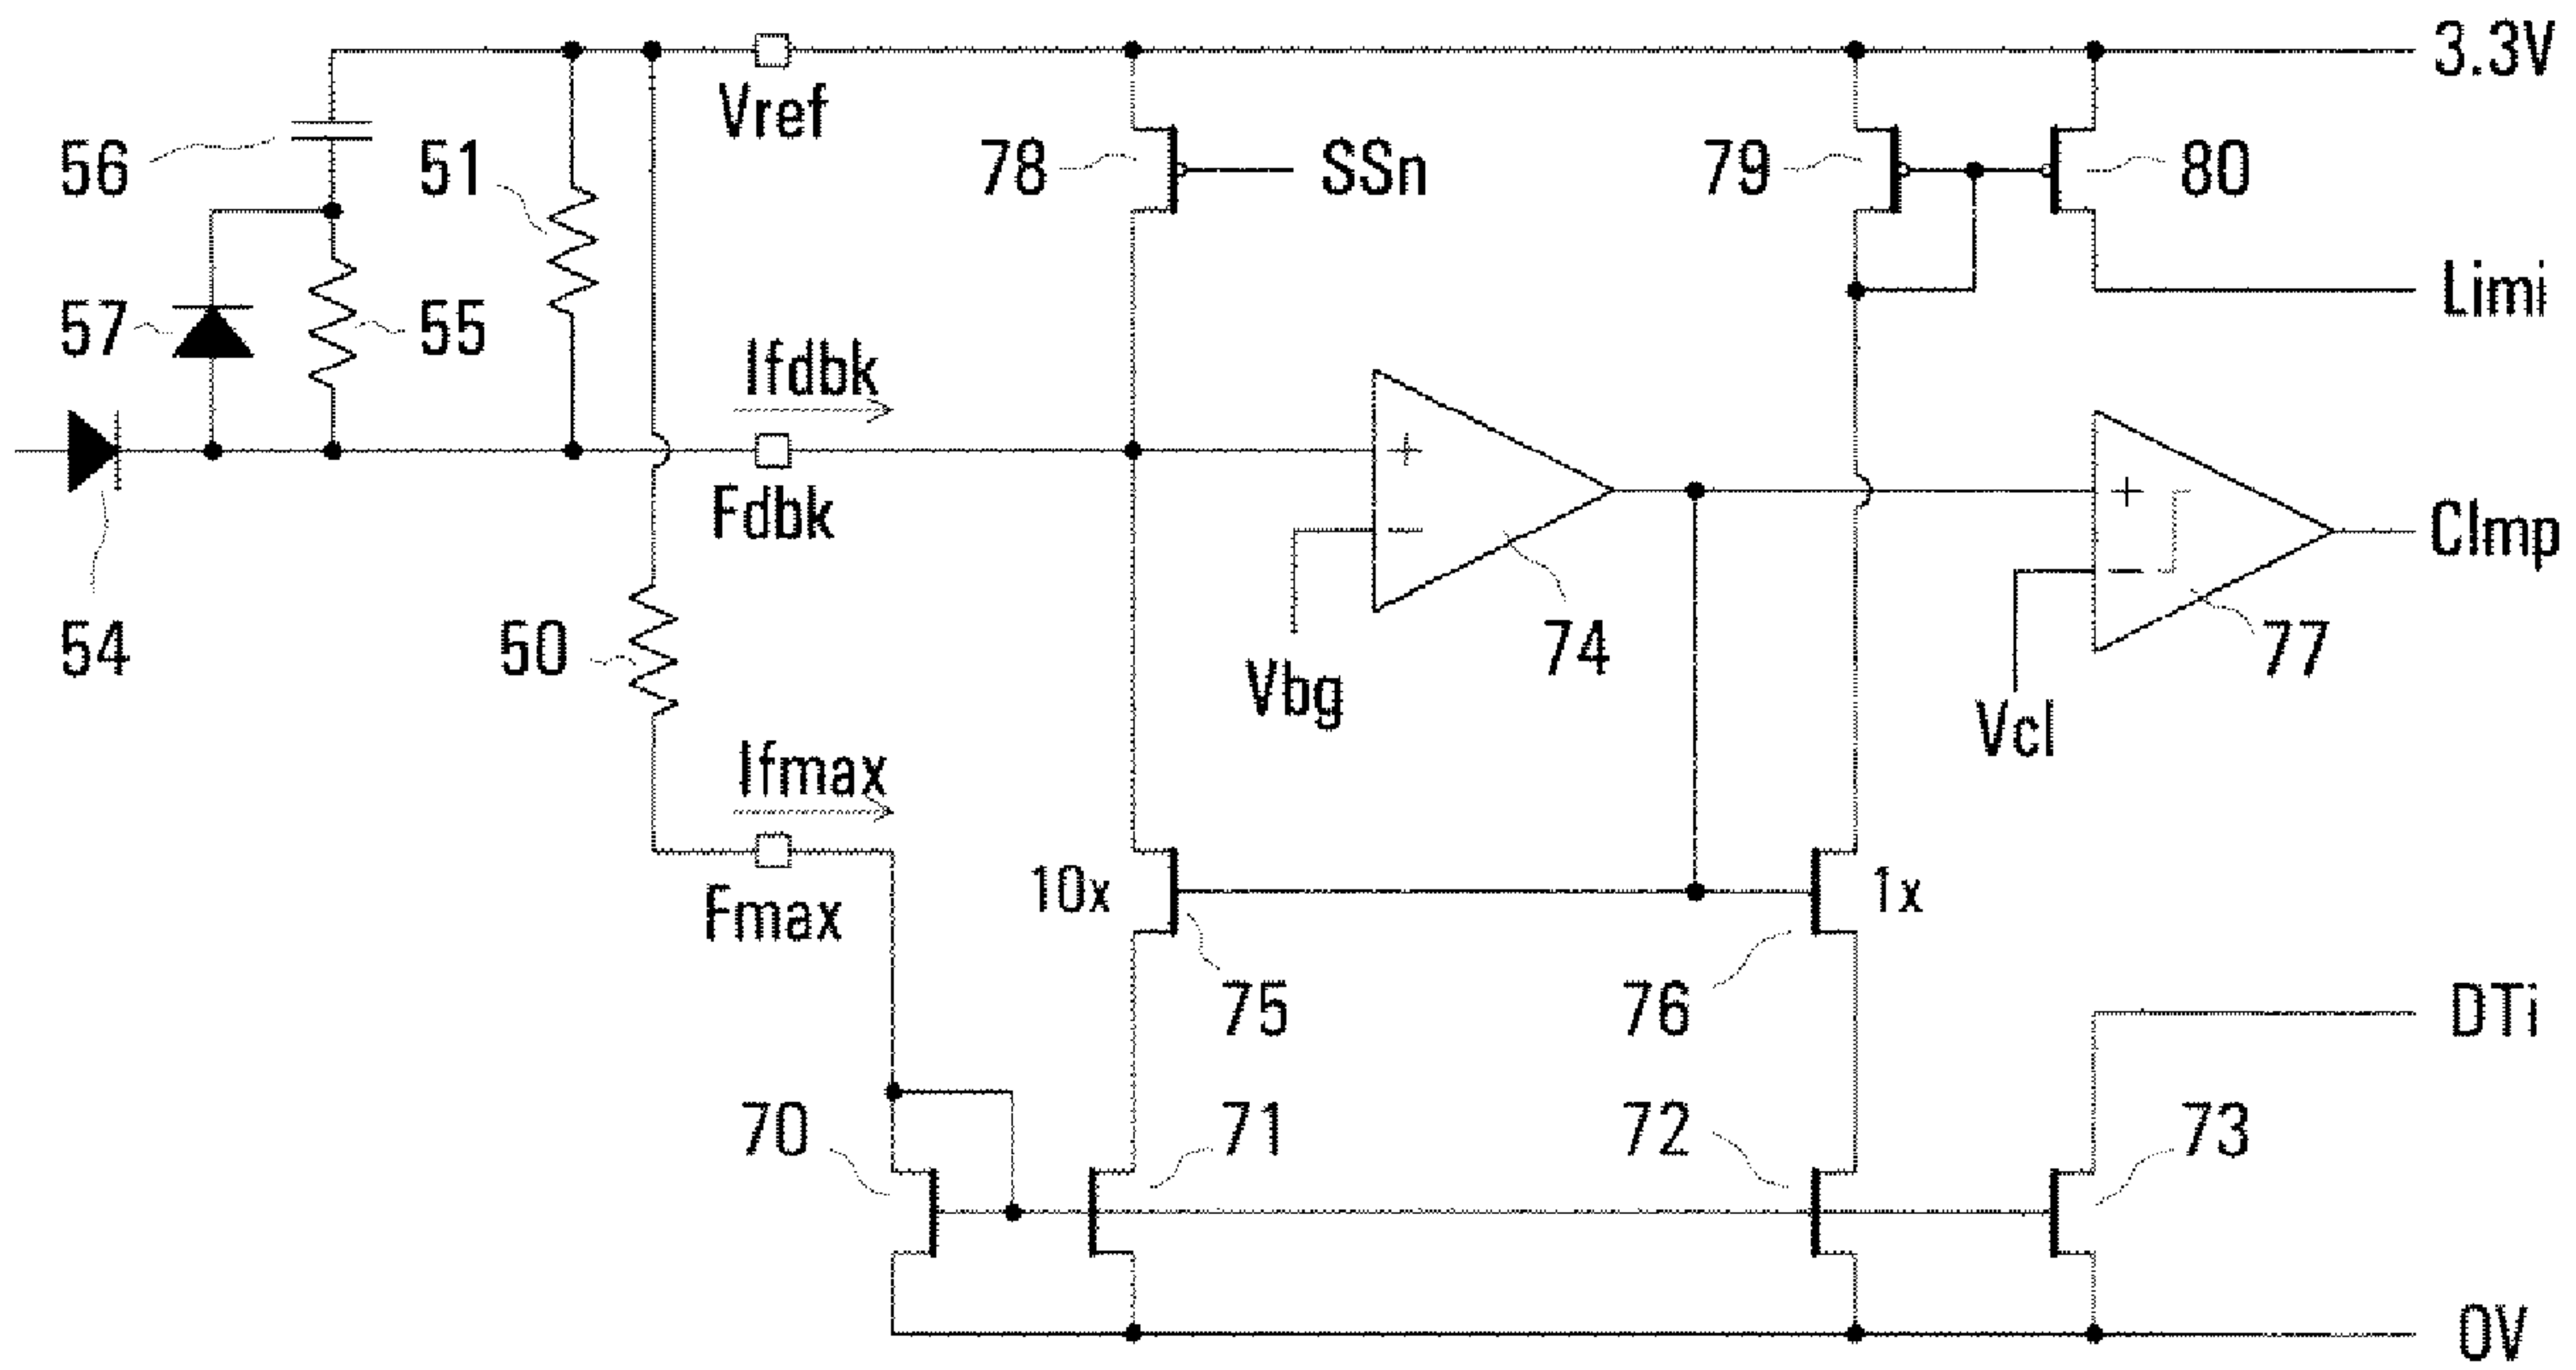 3.3V
Vref
56
51
78
SSn
79
80
57
55
Limi
Ifdbk
Fdbk
Clmp
54
50
Vbg
74
77
Vcl
Ifmax
Fmax
10x
1x
75
76
DTi
70
71
72
73
0V